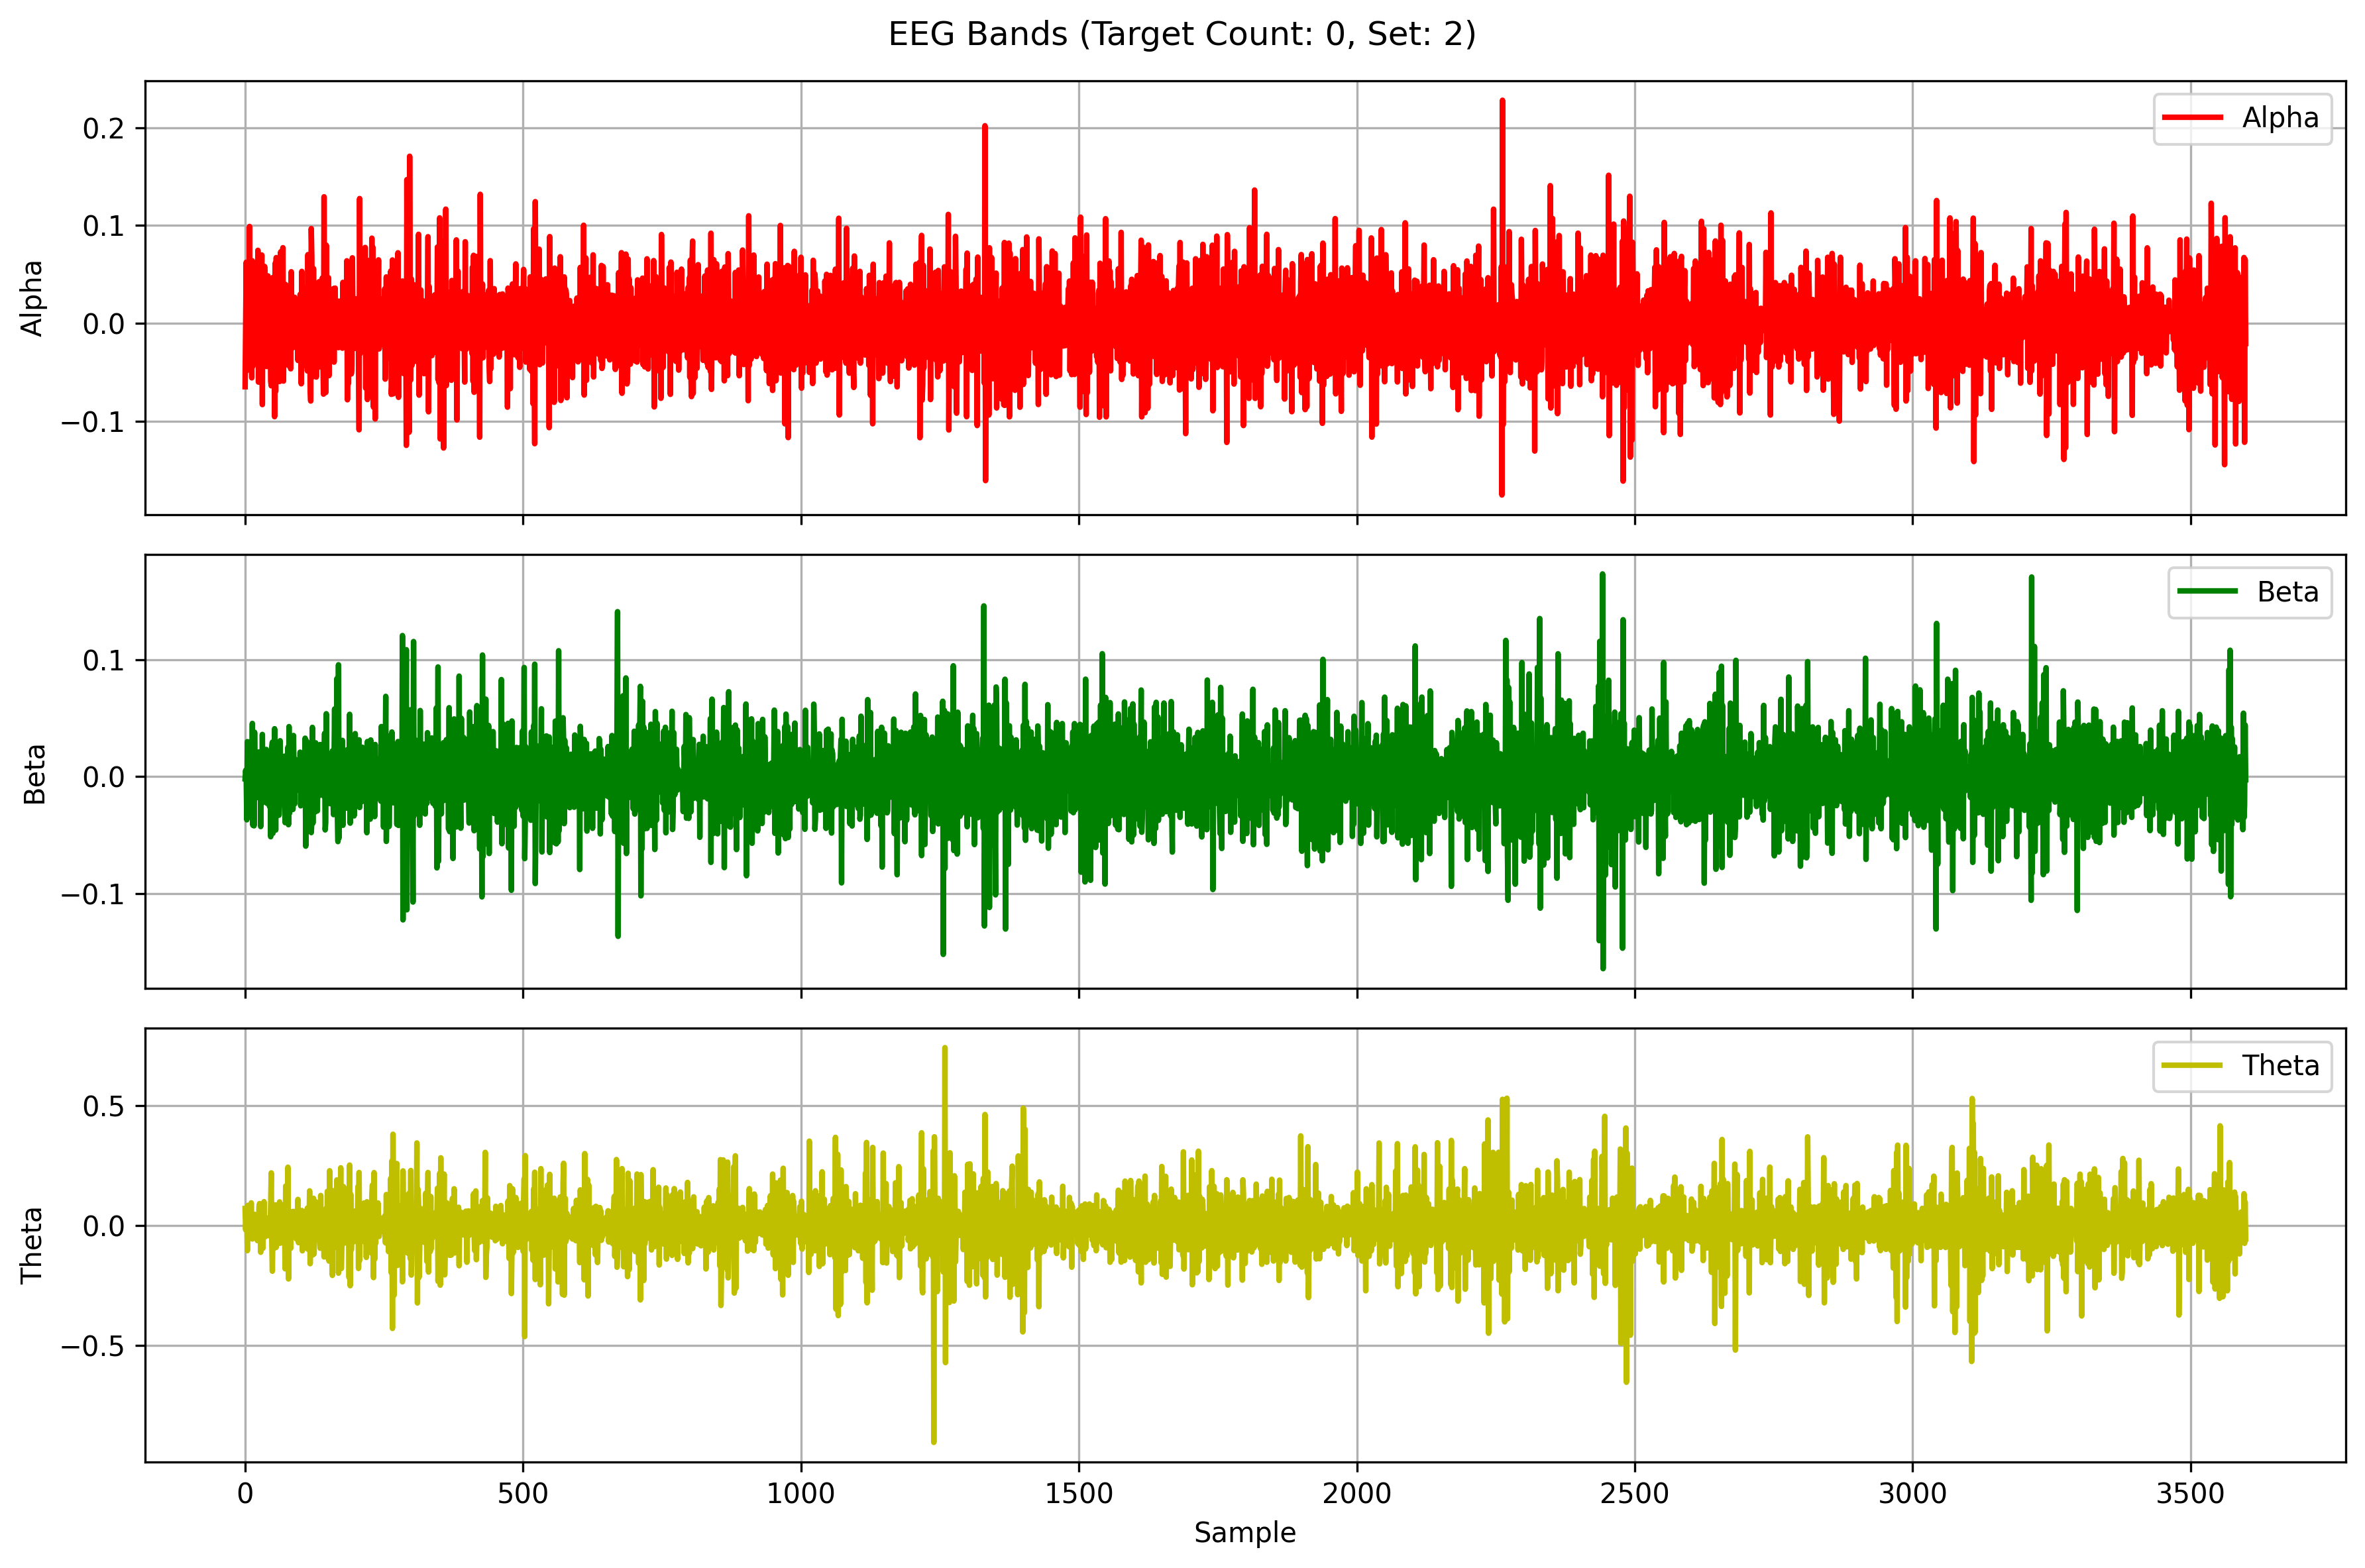 EEG Bands (Target Count: 0, Set: 2)
Alpha
0.2
0.1
0.0
−0.1
Alpha
Beta
0.1
0.0
−0.1
Beta
Theta
0.5
0.0
−0.5
Theta
0 500 1000 1500 2000 2500 3000 3500
Sample